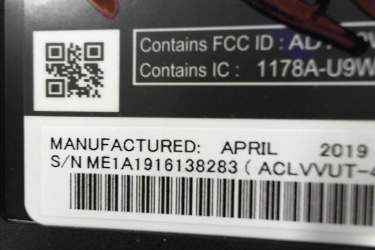 Contains FCC ID :
Contains IC : 1178A-U9W
MANUFACTURED: APRIL 2019
S/N ME1A1916138283 ( ACLVVUT-